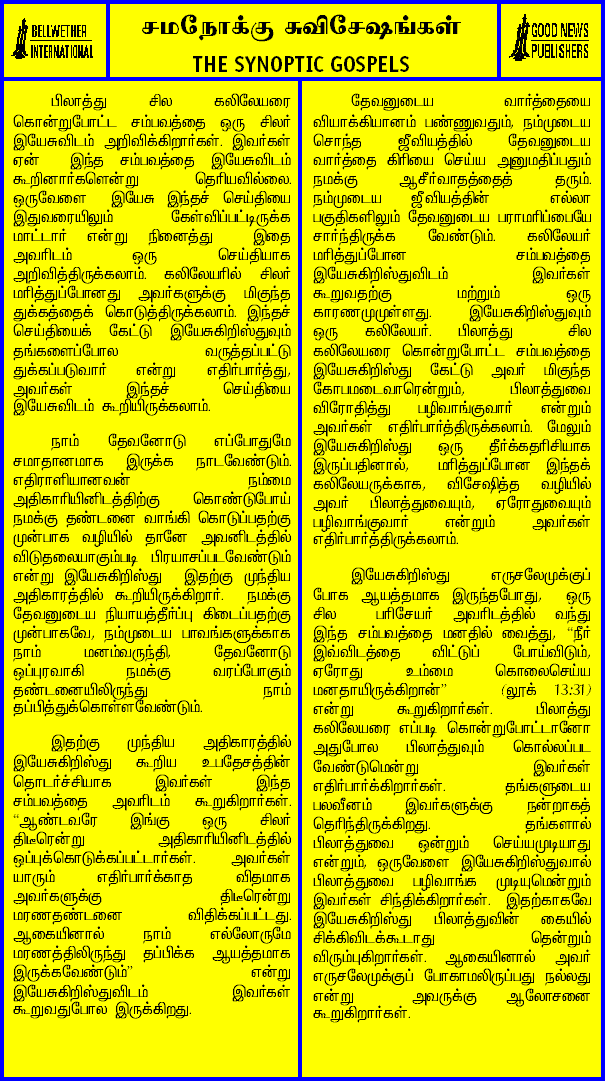 BELLWETHER
INTERNATIONAL
சமநோக்கு சுவிசேஷங்கள்
THE SYNOPTIC GOSPELS
GOOD NEWS
PUBLISHERS
பிலாத்து சில கலிலேயரை
கொன்றுபோட்ட சம்பவத்தை ஒரு சிலர்
இயேசுவிடம் அறிவிக்கிறார்கள். இவர்கள்
ஏன் இந்த சம்பவத்தை இயேசுவிடம்
கூறினார்களென்று தெரியவில்லை.
ஒருவேளை இயேசு இந்தச் செய்தியை
இதுவரையிலும் கேள்விப்பட்டிருக்க
மாட்டார் என்று நினைத்து இதை
அவரிடம் ஒரு செய்தியாக
அறிவித்திருக்கலாம். கலிலேயரில் சிலர்
மரித்துப்போனது அவர்களுக்கு மிகுந்த
துக்கத்தைக் கொடுத்திருக்கலாம். இந்தச்
செய்தியைக் கேட்டு இயேசுகிறிஸ்துவும்
தங்களைப்போல வருத்தப்பட்டு
துக்கப்படுவார் என்று எதிர்பார்த்து,
அவர்கள் இந்தச் செய்தியை
இயேசுவிடம் கூறியிருக்கலாம்.
நாம் தேவனோடு எப்போதுமே
சமாதானமாக இருக்க நாடவேண்டும்.
எதிராளியானவன் நம்மை
அதிகாரியினிடத்திற்கு கொண்டுபோய்
நமக்கு தண்டனை வாங்கி கொடுப்பதற்கு
முன்பாக வழியில் தானே அவனிடத்தில்
விடுதலையாகும்படி பிரயாசப்படவேண்டும்
என்று இயேசுகிறிஸ்து இதற்கு முந்திய
அதிகாரத்தில் கூறியிருக்கிறார். நமக்கு
தேவனுடைய நியாயத்தீர்ப்பு கிடைப்பதற்கு
முன்பாகவே, நம்முடைய பாவங்களுக்காக
நாம் மனம்வருந்தி, தேவனோடு
ஒப்புரவாகி நமக்கு வரப்போகும்
தண்டனையிலிருந்து நாம்
தப்பித்துக்கொள்ளவேண்டும்.
இதற்கு முந்திய அதிகாரத்தில்
இயேசுகிறிஸ்து கூறிய உபதேசத்தின்
தொடர்ச்சியாக இவர்கள் இந்த
சம்பவத்தை அவரிடம் கூறுகிறார்கள்.
“ஆண்டவரே இங்கு ஒரு சிலர்
திடீரென்று அதிகாரியினிடத்தில்
ஒப்புக்கொடுக்கப்பட்டார்கள். அவர்கள்
யாரும் எதிர்பார்க்காத விதமாக
அவர்களுக்கு திடீரென்று
மரணதண்டனை விதிக்கப்பட்டது.
ஆகையினால் நாம் எல்லோருமே
மரணத்திலிருந்து தப்பிக்க ஆயத்தமாக
இருக்கவேண்டும்” என்று
இயேசுகிறிஸ்துவிடம் இவர்கள்
கூறுவதுபோல இருக்கிறது.
தேவனுடைய வார்த்தையை
வியாக்கியானம் பண்ணுவதும், நம்முடைய
சொந்த ஜீவியத்தில் தேவனுடைய
வார்த்தை கிரியை செய்ய அனுமதிப்பதும்
நமக்கு ஆசீர்வாதத்தைத் தரும்.
நம்முடைய ஜீவியத்தின் எல்லா
பகுதிகளிலும் தேவனுடைய பராமரிப்பையே
சார்ந்திருக்க வேண்டும். கலிலேயர்
மரித்துப்போன சம்பவத்தை
இயேசுகிறிஸ்துவிடம் இவர்கள்
கூறுவதற்கு மற்றும் ஒரு
காரணமுமுள்ளது. இயேசுகிறிஸ்துவும்
ஒரு கலிலேயர். பிலாத்து சில
கலிலேயரை கொன்றுபோட்ட சம்பவத்தை
இயேசுகிறிஸ்து கேட்டு அவர் மிகுந்த
கோபமடைவாரென்றும், பிலாத்துவை
விரோதித்து பழிவாங்குவார் என்றும்
அவர்கள் எதிர்பார்த்திருக்கலாம். மேலும்
இயேசுகிறிஸ்து ஒரு தீர்க்கதரிசியாக
இருப்பதினால், மரித்துப்போன இந்தக்
கலிலேயருக்காக, விசேஷித்த வழியில்
அவர் பிலாத்துவையும், ஏரோதுவையும்
பழிவாங்குவார் என்றும் அவர்கள்
எதிர்பார்த்திருக்கலாம்.
இயேசுகிறிஸ்து எருசலேமுக்குப்
போக ஆயத்தமாக இருந்தபோது, ஒரு
சில பரிசேயர் அவரிடத்தில் வந்து
இந்த சம்பவத்தை மனதில் வைத்து, “நீர்
இவ்விடத்தை விட்டுப் போய்விடும்,
ஏரோது உம்மை கொலைசெய்ய
மனதாயிருக்கிறான்” (லூக் 13:31)
என்று கூறுகிறார்கள். பிலாத்து
கலிலேயரை எப்படி கொன்றுபோட்டானோ
அதுபோல பிலாத்துவும் கொல்லப்பட
வேண்டுமென்று இவர்கள்
எதிர்பார்க்கிறார்கள். தங்களுடைய
பலவீனம் இவர்களுக்கு நன்றாகத்
தெரிந்திருக்கிறது. தங்களால்
பிலாத்துவை ஒன்றும் செய்யமுடியாது
என்றும், ஒருவேளை இயேசுகிறிஸ்துவால்
பிலாத்துவை பழிவாங்க முடியுமென்றும்
இவர்கள் சிந்திக்கிறார்கள். இதற்காகவே
இயேசுகிறிஸ்து பிலாத்துவின் கையில்
சிக்கிவிடக்கூடாது தென்றும்
விரும்புகிறார்கள். ஆகையினால் அவர்
எருசலேமுக்குப் போகாமலிருப்பது நல்லது
என்று அவருக்கு ஆலோசனை
கூறுகிறார்கள்.